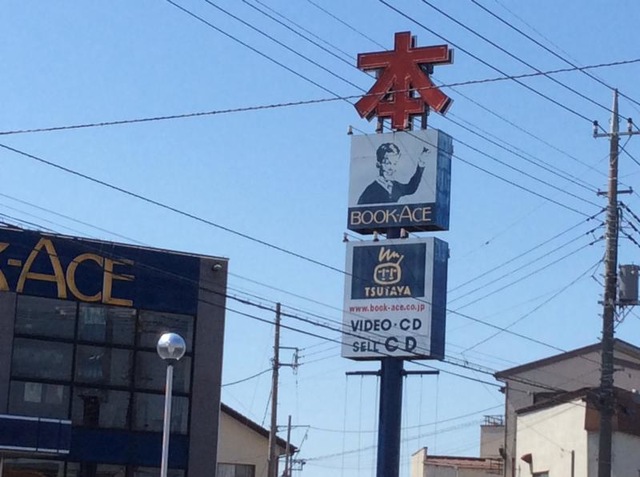 本
BOOK-ACE
TSUTAYA
www.book-ace.co.jp
VIDEO·CD
SELL CD
K-ACE